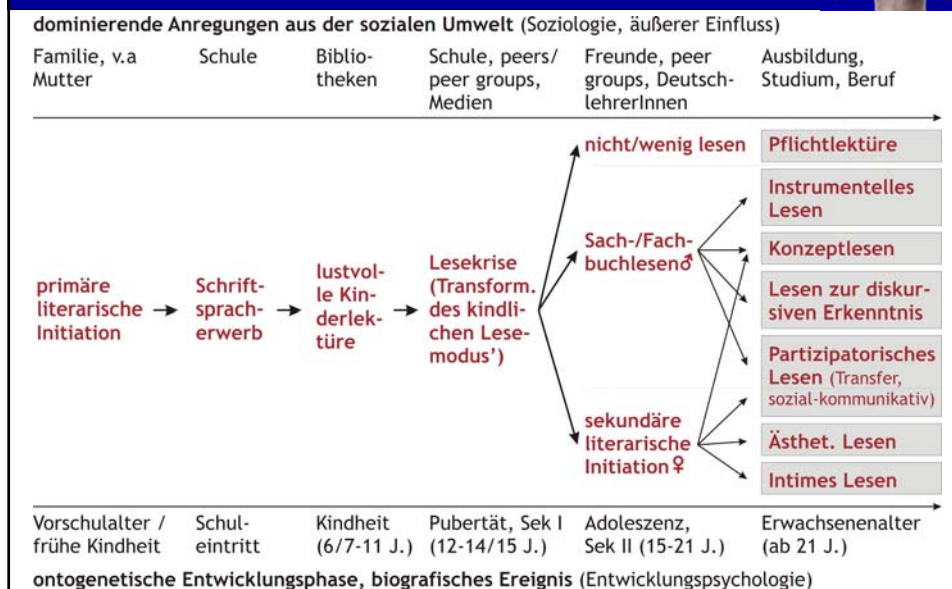 dominierende Anregungen aus der sozialen Umwelt (Soziologie, äußerer Einfluss)
Familie, v.a
Mutter
Schule
Biblio-
theken
Schule, peers/
peer groups,
Medien
Freunde, peer
groups, Deutsch-
lehrerInnen
Ausbildung,
Studium, Beruf
primäre
literarische
Initiation
Schrift-
sprach-
erwerb
lustvol-
le Kin-
derlek-
türe
Lesekrise
(Transform.
des kindli-
chen Lese-
modus')
nicht/wenig lesen
Sach-/Fach-
buchlesen♂
sekundäre
literarische
Initiation♀
Pflichtlektüre
Instrumentelles
Lesen
Konzeptlesen
Lesen zur diskur-
siven Erkenntnis
Partizipatorisches
Lesen (Transfer,
sozial-kommunikativ)
Ästhet. Lesen
Intimes Lesen
Vorschulalter /
frühe Kindheit
Schul-
eintritt
Kindheit
(6/7-11 J.)
Pubertät, Sek I
(12-14/15 J.)
Adoleszenz,
Sek II (15-21 J.)
Erwachsenenalter
(ab 21 J.)
ontogenetische Entwicklungsphase, biografisches Ereignis (Entwicklungspsychologie)